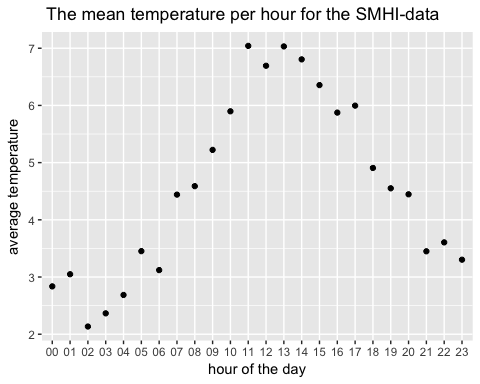 The mean temperature per hour for the SMHI-data
average temperature
7
6
5
4
3
2
00 01 02 03 04 05 06 07 08 09 10 11 12 13 14 15 16 17 18 19 20 21 22 23
hour of the day